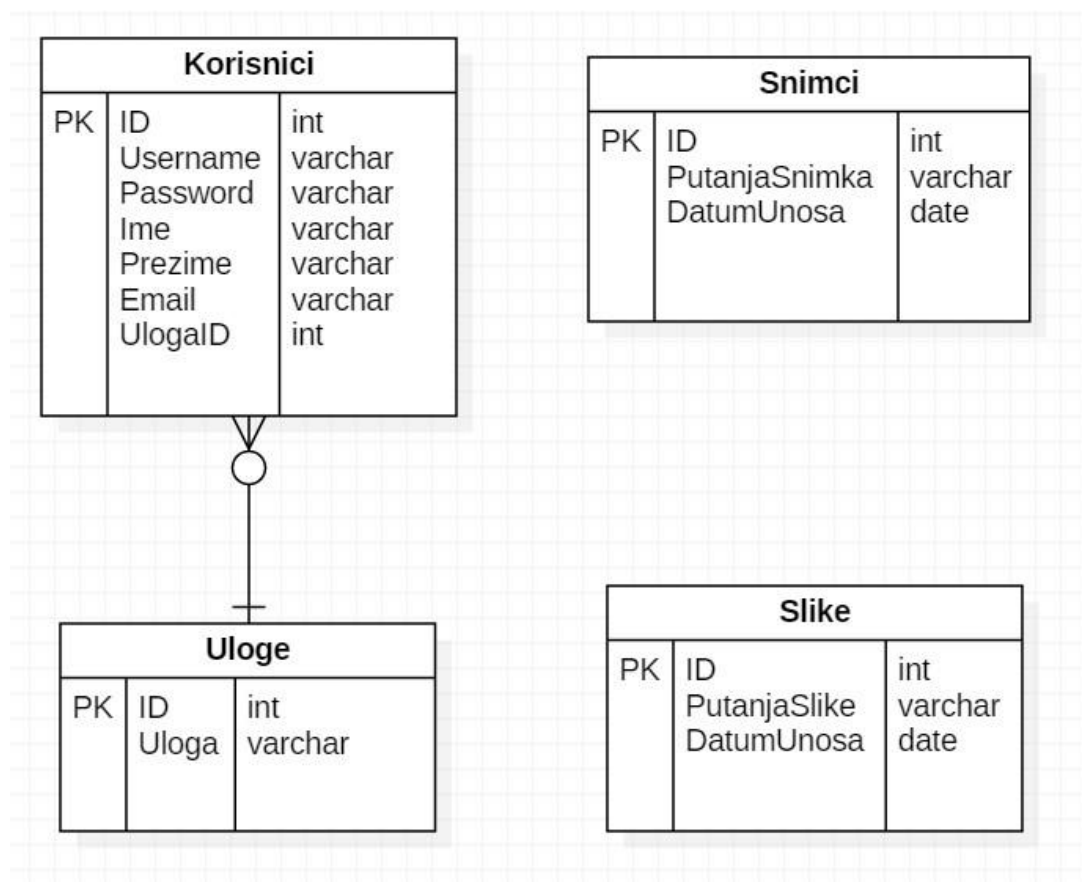 Korisnici
PK ID int
Username varchar
Password varchar
Ime varchar
Prezime varchar
Email varchar
UlogaID int
Snimci
PK ID int
PutanjaSnimka varchar
DatumUnosa date
Uloge
PK ID int
Uloga varchar
Slike
PK ID int
PutanjaSlike varchar
DatumUnosa date